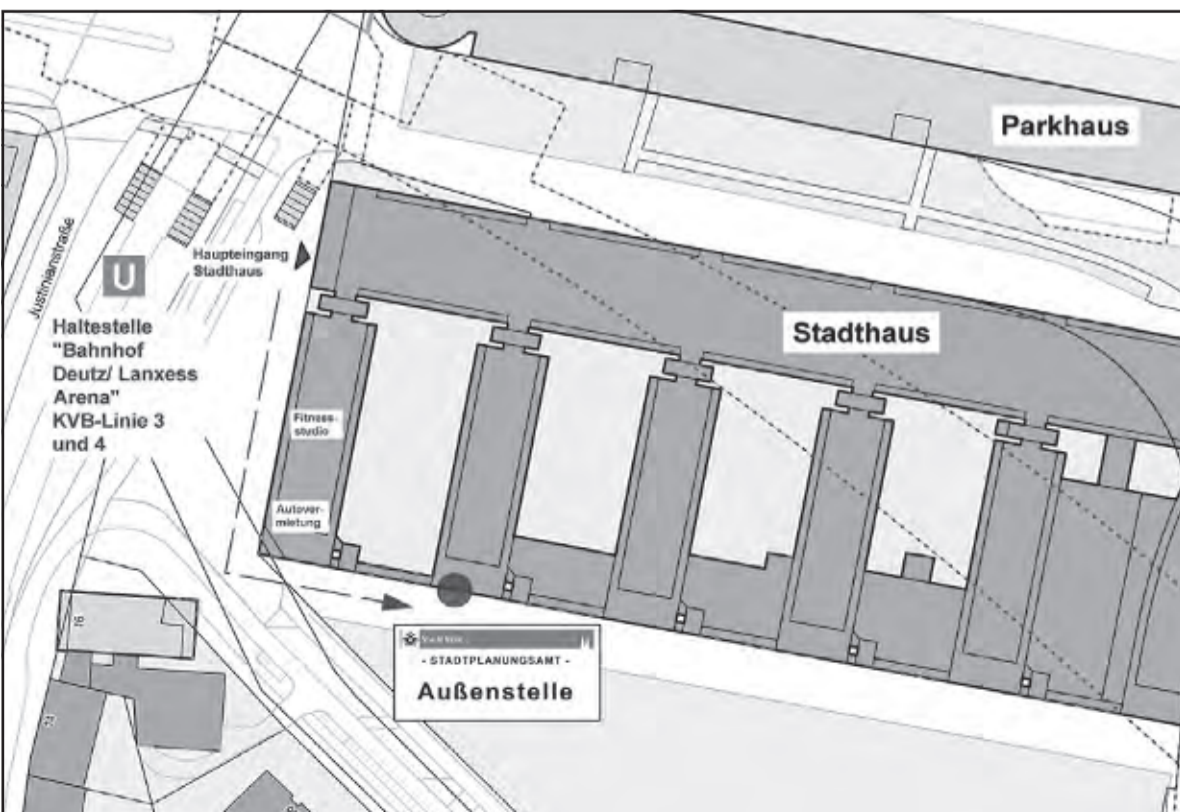 Parkhaus
Justinianstraße
Haupteingang
Stadthaus
U
Haltestelle
"Bahnhof
Deutz/ Lanxess
Arena"
KVB-Linie 3
und 4
Stadthaus
Fitness-
studio
Autover-
mietung
- STADTPLANUNGSAMT -
Außenstelle
16